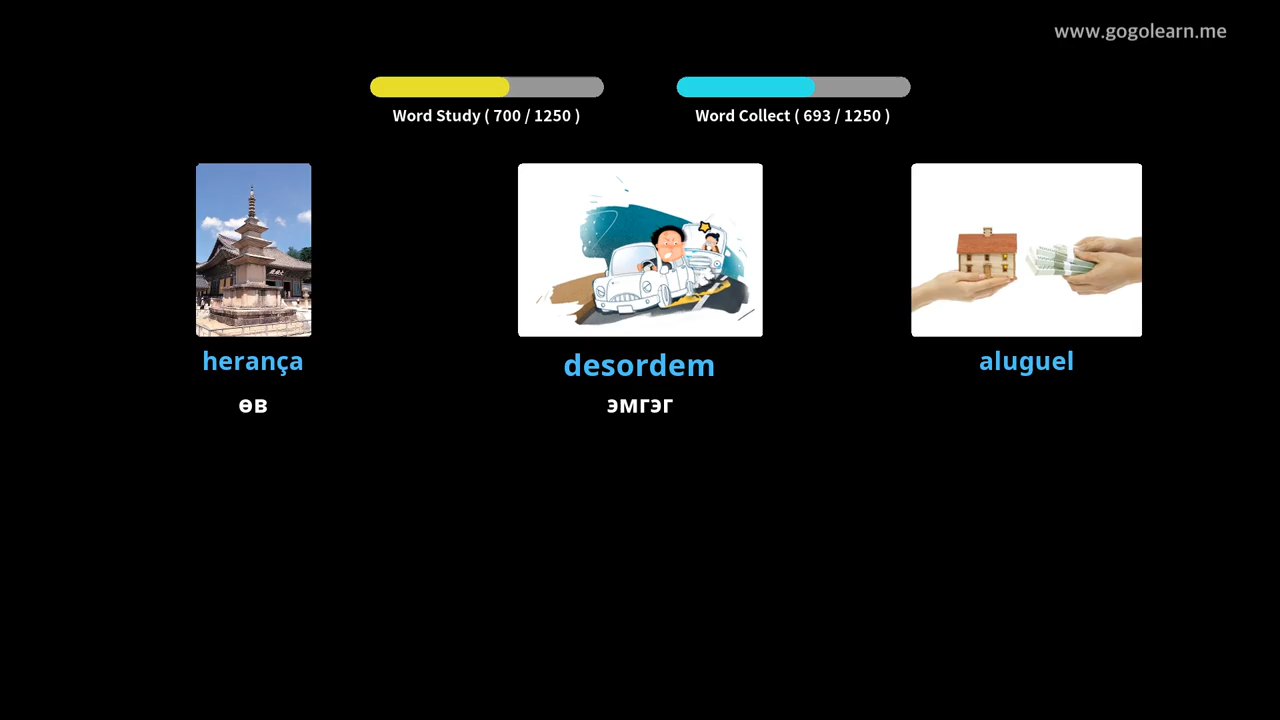 www.gogolearn.me
Word Study ( 700 / 1250 )
Word Collect ( 693 / 1250 )
herança
desordem
aluguel
өв
эмгэг